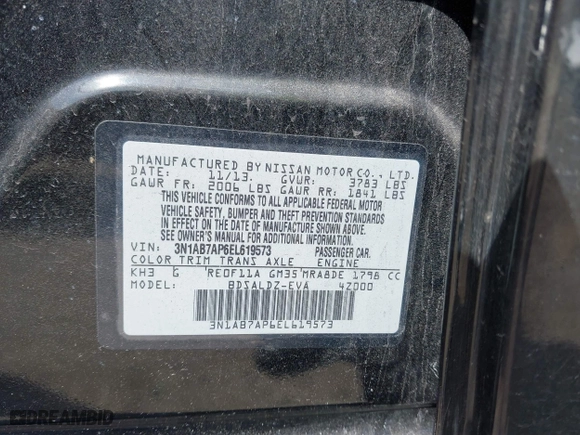 MANUFACTURED BY NISSAN MOTOR CO., LTD.
DATE: 11/13. GVWR: 3783 LBS
GAWR FR: 2006 LBS GAWR RR: 1841 LBS
THIS VEHICLE CONFORMS TO ALL APPLICABLE FEDERAL MOTOR
VEHICLE SAFETY, BUMPER AND THEFT PREVENTION STANDARDS
IN EFFECT ON THE DATE OF MANUFACTURE SHOWN ABOVE.
SEE OWNER'S MANUAL FOR ADDITIONAL INFORMATION.
VIN: 3N1AB7AP6EL619573 PASSENGER CAR.
COLOR TRIM TRANS AXLE ENGINE
KH3 G RE0F11A GM35 MRA8DE 1798 CC
MODEL: BDSALDZ-EVA 42000
3N1AB7AP6EL619573
DREAMBID